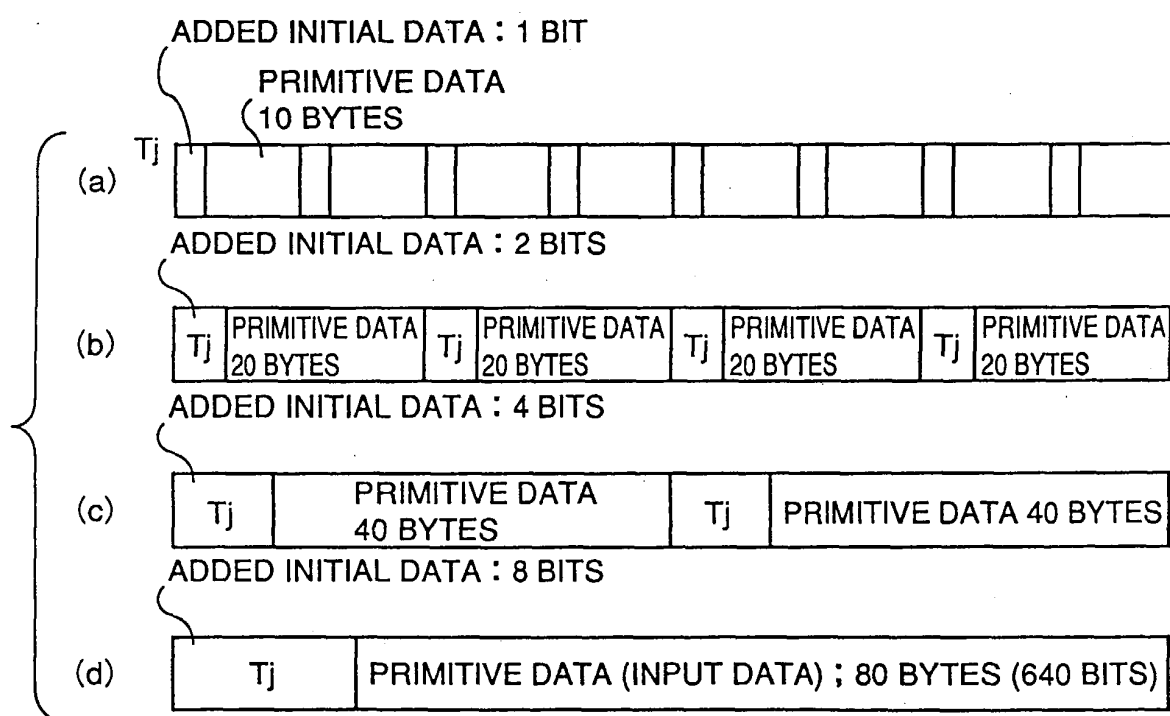 ADDED INITIAL DATA : 1 BIT
PRIMITIVE DATA
10 BYTES
Tj
(a)
ADDED INITIAL DATA : 2 BITS
(b)
Tj
PRIMITIVE DATA
20 BYTES
Tj
PRIMITIVE DATA
20 BYTES
Tj
PRIMITIVE DATA
20 BYTES
Tj
PRIMITIVE DATA
20 BYTES
ADDED INITIAL DATA : 4 BITS
(c)
Tj
PRIMITIVE DATA
40 BYTES
Tj
PRIMITIVE DATA 40 BYTES
ADDED INITIAL DATA : 8 BITS
(d)
Tj
PRIMITIVE DATA (INPUT DATA) ; 80 BYTES (640 BITS)